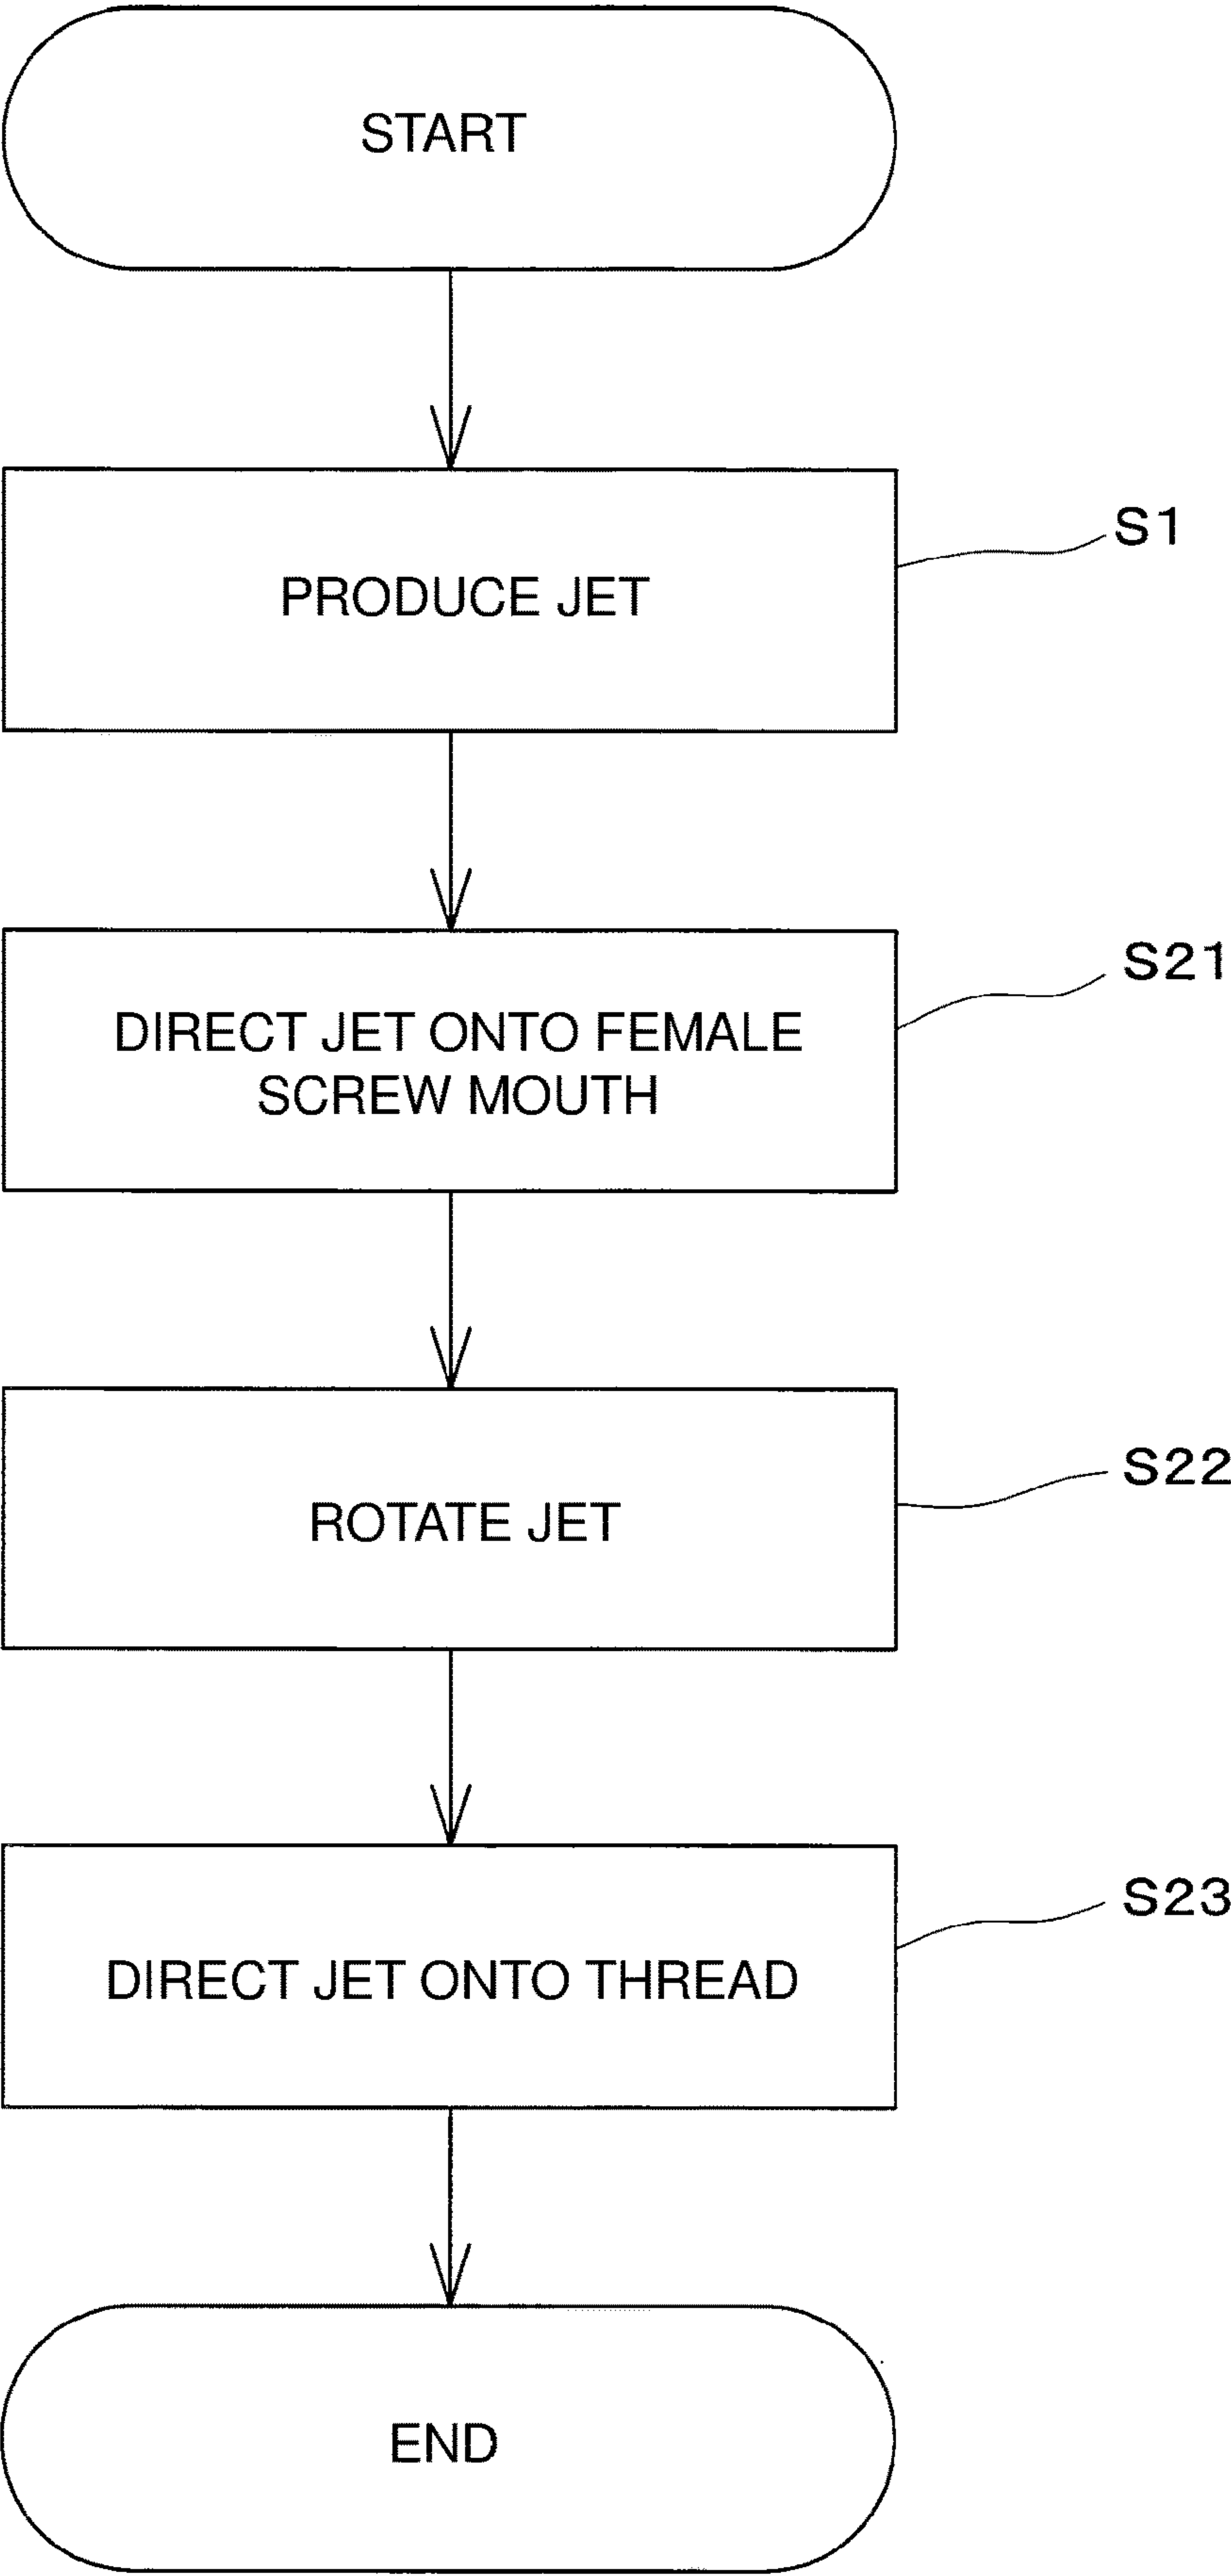 START
PRODUCE JET
S1
DIRECT JET ONTO FEMALE
SCREW MOUTH
S21
ROTATE JET
S22
DIRECT JET ONTO THREAD
S23
END